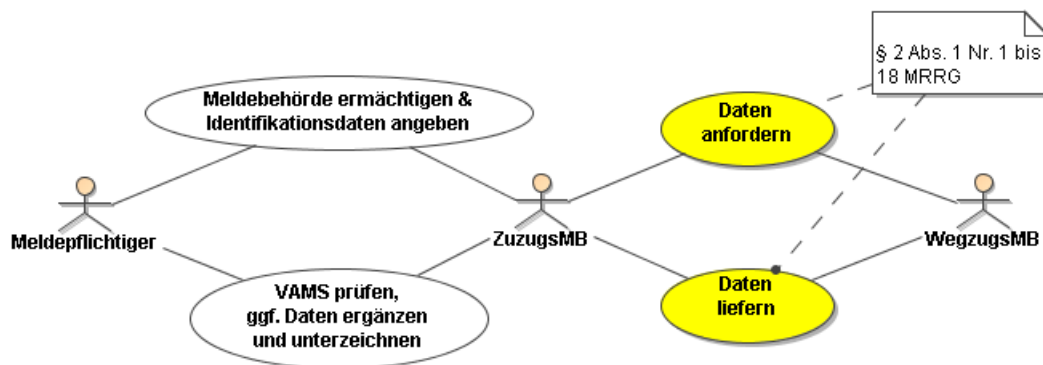 § 2 Abs. 1 Nr. 1 bis
18 MRRG
Meldebehörde ermächtigen &
Identifikationsdaten angeben
Daten
anfordern
Meldepflichtiger
ZuzugsMB
WegzugsMB
VAMS prüfen,
ggf. Daten ergänzen
und unterzeichnen
Daten
liefern